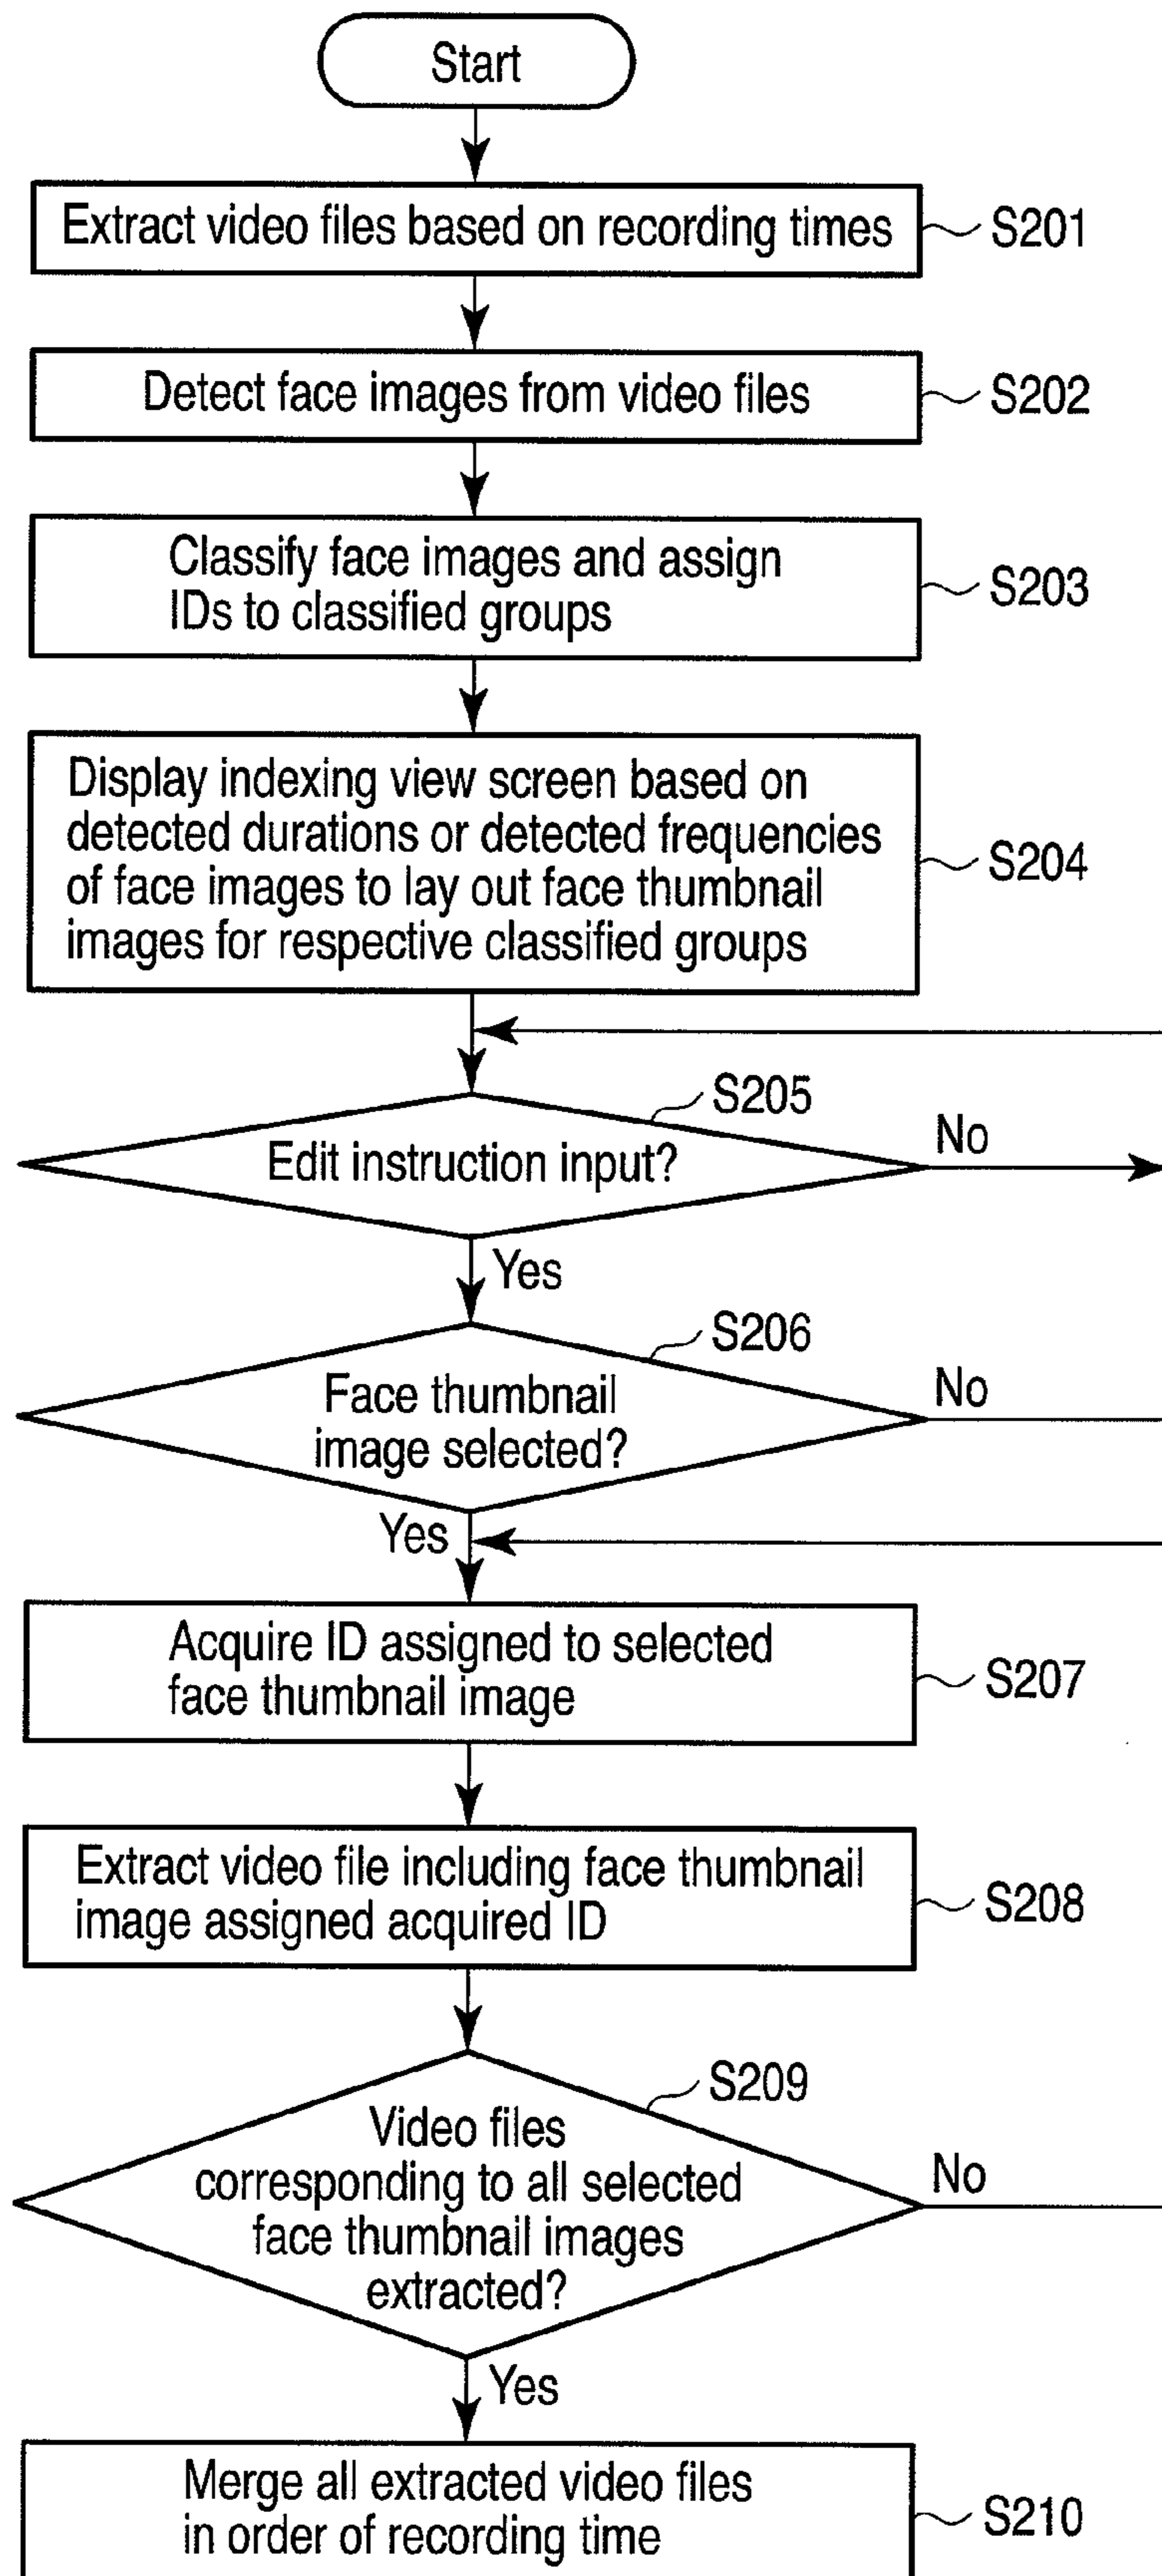 Start
Extract video files based on recording times
S201
Detect face images from video files
S202
Classify face images and assign
IDs to classified groups
S203
Display indexing view screen based on
detected durations or detected frequencies
of face images to lay out face thumbnail
images for respective classified groups
S204
S205
Edit instruction input?
No
Yes
S206
Face thumbnail
image selected?
No
Yes
Acquire ID assigned to selected
face thumbnail image
S207
Extract video file including face thumbnail
image assigned acquired ID
S208
S209
Video files
corresponding to all selected
face thumbnail images
extracted?
No
Yes
Merge all extracted video files
in order of recording time
S210